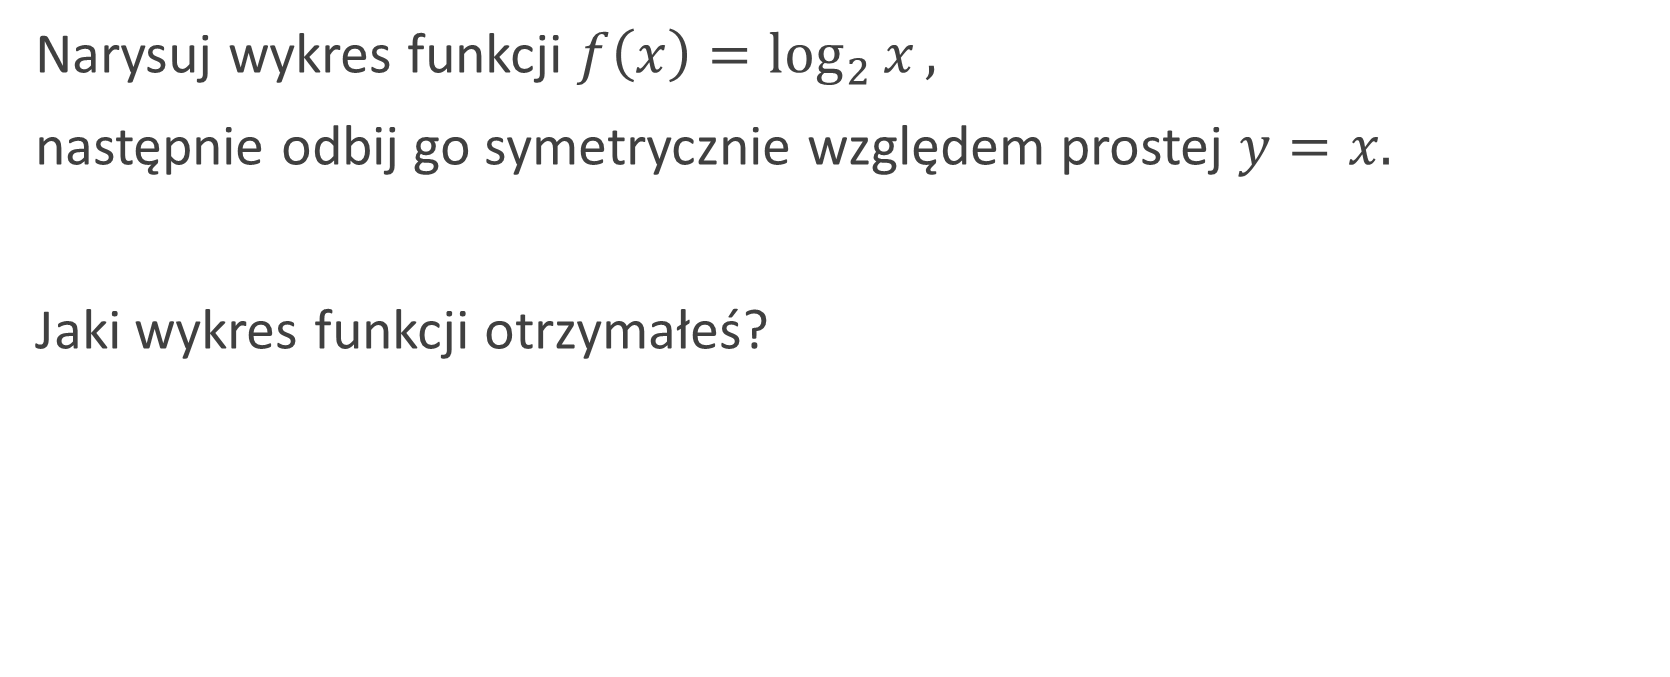 Narysuj wykres funkcji f(x) = log₂ x ,
następnie odbij go symetrycznie względem prostej y = x.
Jaki wykres funkcji otrzymałeś?